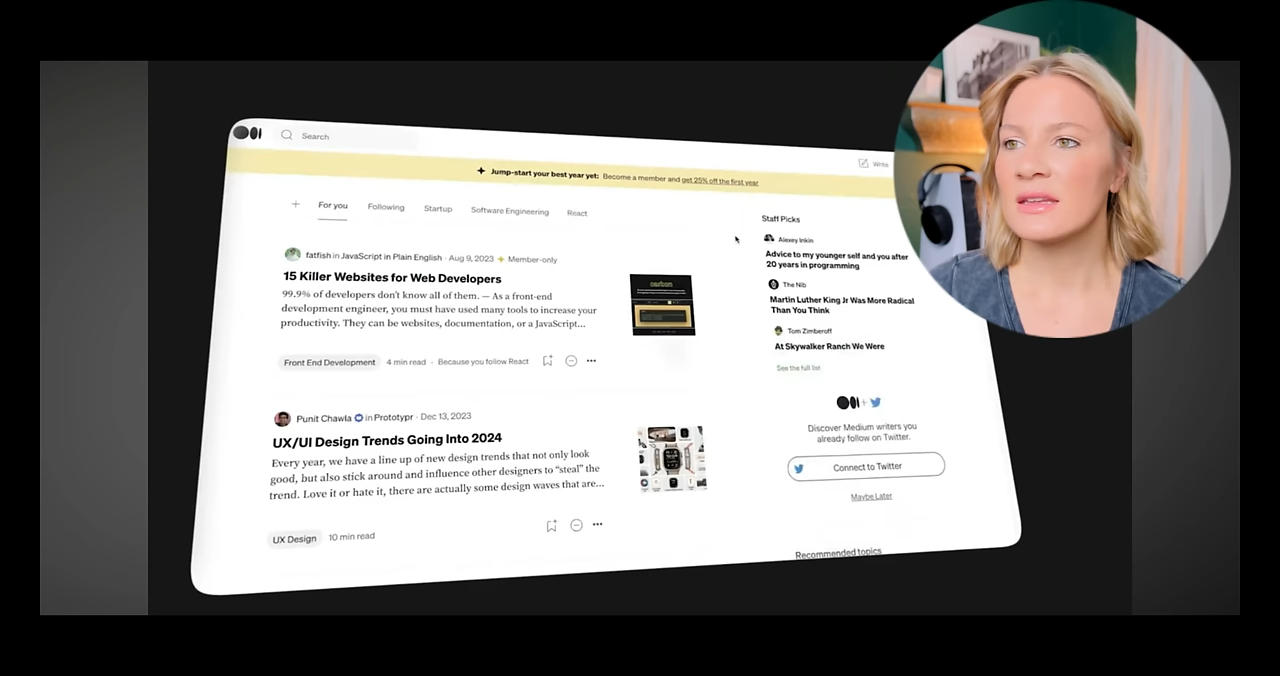 Search
Write
Jump-start your best year yet: Become a member and get 25% off the first year
For you
Following
Startup
Software Engineering
React
fatfish in JavaScript in Plain English · Aug 9, 2023 Member-only
15 Killer Websites for Web Developers
99.9% of developers don't know all of them. — As a front-end
development engineer, you must have used many tools to increase your
productivity. They can be websites, documentation, or a JavaScript...
Front End Development 4 min read · Because you follow React
carbon
Punit Chawla in Prototypr · Dec 13, 2023
UX/UI Design Trends Going Into 2024
Every year, we have a line up of new design trends that not only look
good, but also stick around and influence other designers to “steal” the
trend. Love it or hate it, there are actually some design waves that are...
UX Design 10 min read
Staff Picks
Alexey Inkin
Advice to my younger self and you after
20 years in programming
The Nib
Martin Luther King Jr Was More Radical
Than You Think
Tom Zimberoff
At Skywalker Ranch We Were
See the full list
Discover Medium writers you
already follow on Twitter.
Connect to Twitter
Maybe Later
Recommended topics